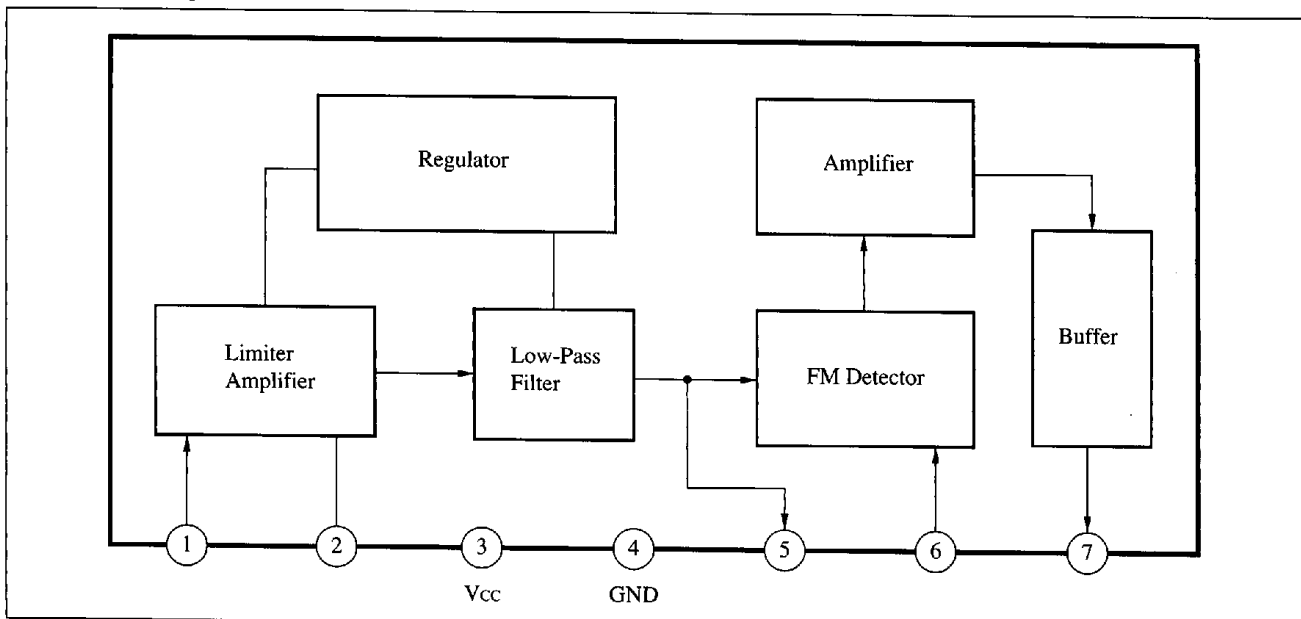 Regulator
Amplifier
Limiter
Amplifier
Low-Pass
Filter
FM Detector
Buffer
1
2
3
4
5
6
7
Vcc
GND